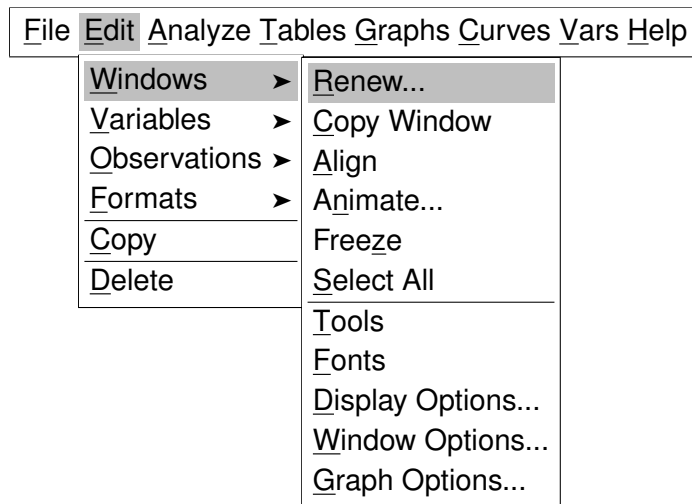 File Edit Analyze Tables Graphs Curves Vars Help
Windows ➤
Variables ➤
Observations ➤
Formats ➤
Copy
Delete
Renew...
Copy Window
Align
Animate...
Freeze
Select All
Tools
Fonts
Display Options...
Window Options...
Graph Options...